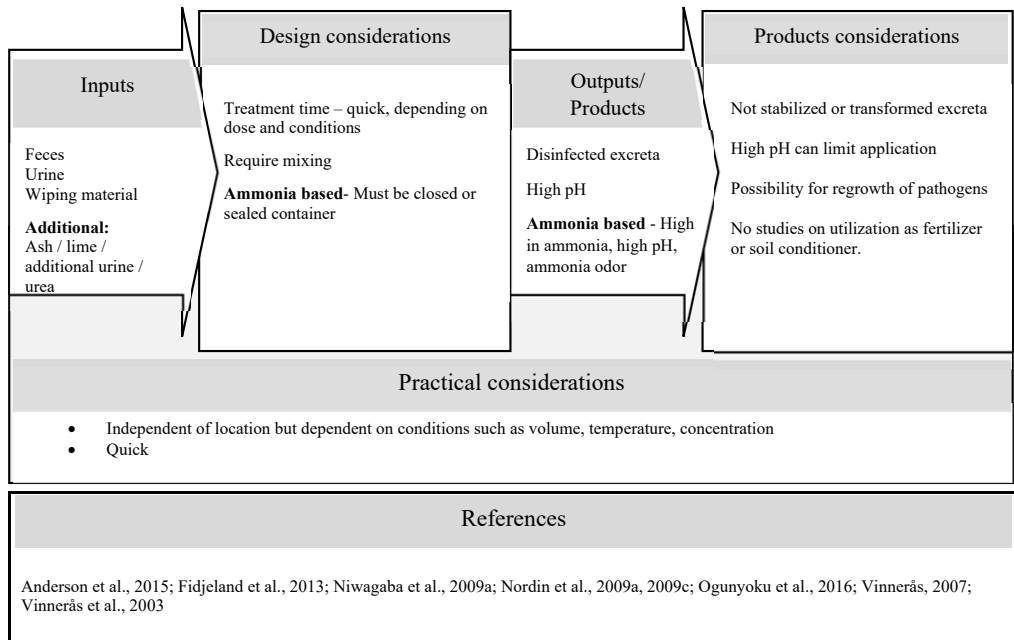 Inputs
Feces
Urine
Wiping material
Additional:
Ash / lime /
additional urine /
urea
Design considerations
Treatment time – quick, depending on
dose and conditions
Require mixing
Ammonia based- Must be closed or
sealed container
Outputs/
Products
Disinfected excreta
High pH
Ammonia based - High
in ammonia, high pH,
ammonia odor
Products considerations
Not stabilized or transformed excreta
High pH can limit application
Possibility for regrowth of pathogens
No studies on utilization as fertilizer
or soil conditioner.
Practical considerations
• Independent of location but dependent on conditions such as volume, temperature, concentration
• Quick
References
Anderson et al., 2015; Fidjeland et al., 2013; Niwagaba et al., 2009a; Nordin et al., 2009a, 2009c; Ogunyoku et al., 2016; Vinnerås, 2007;
Vinnerås et al., 2003